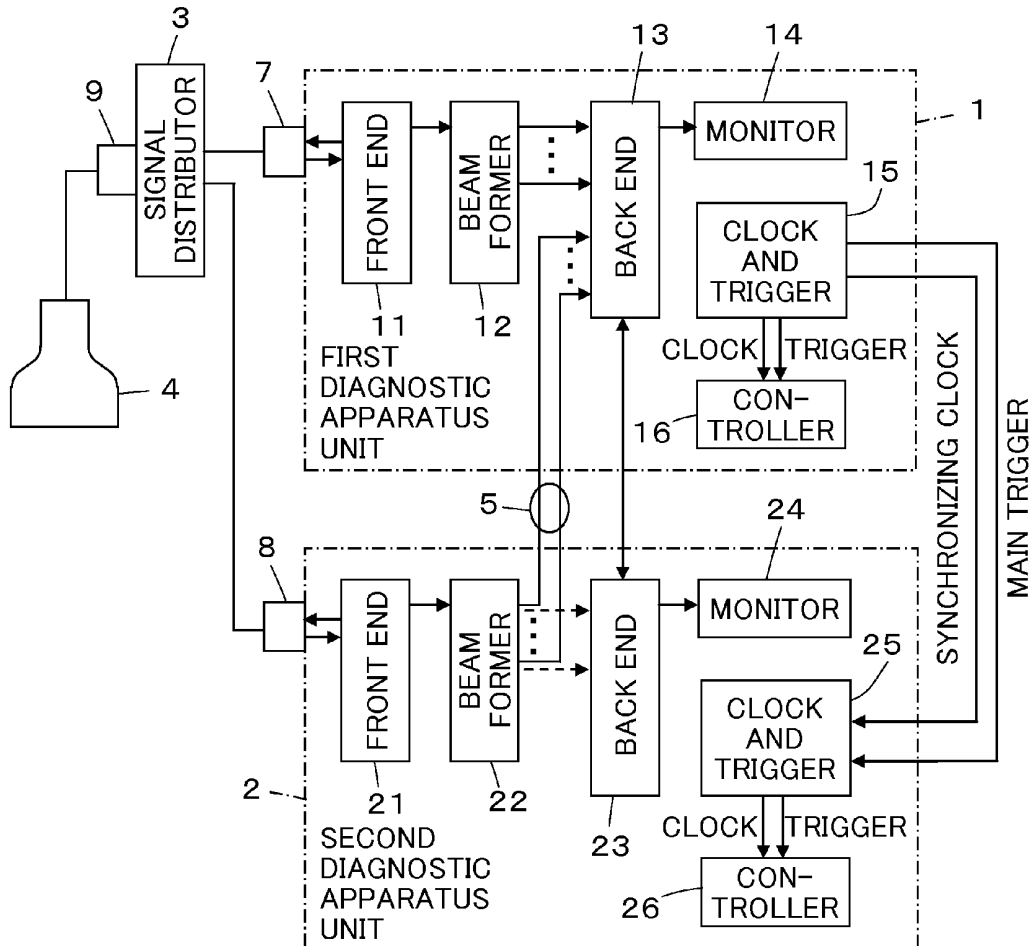 3
9
SIGNAL
DISTRIBUTOR
4
7
FRONT END
11
BEAM
FORMER
12
13
BACK END
14
MONITOR
1
15
CLOCK
AND
TRIGGER
CLOCK
TRIGGER
16
CON-
TROLLER
FIRST
DIAGNOSTIC
APPARATUS
UNIT
SYNCHRONIZING CLOCK
MAIN TRIGGER
5
8
FRONT END
21
BEAM
FORMER
22
BACK END
23
24
MONITOR
25
CLOCK
AND
TRIGGER
CLOCK
TRIGGER
26
CON-
TROLLER
2
SECOND
DIAGNOSTIC
APPARATUS
UNIT